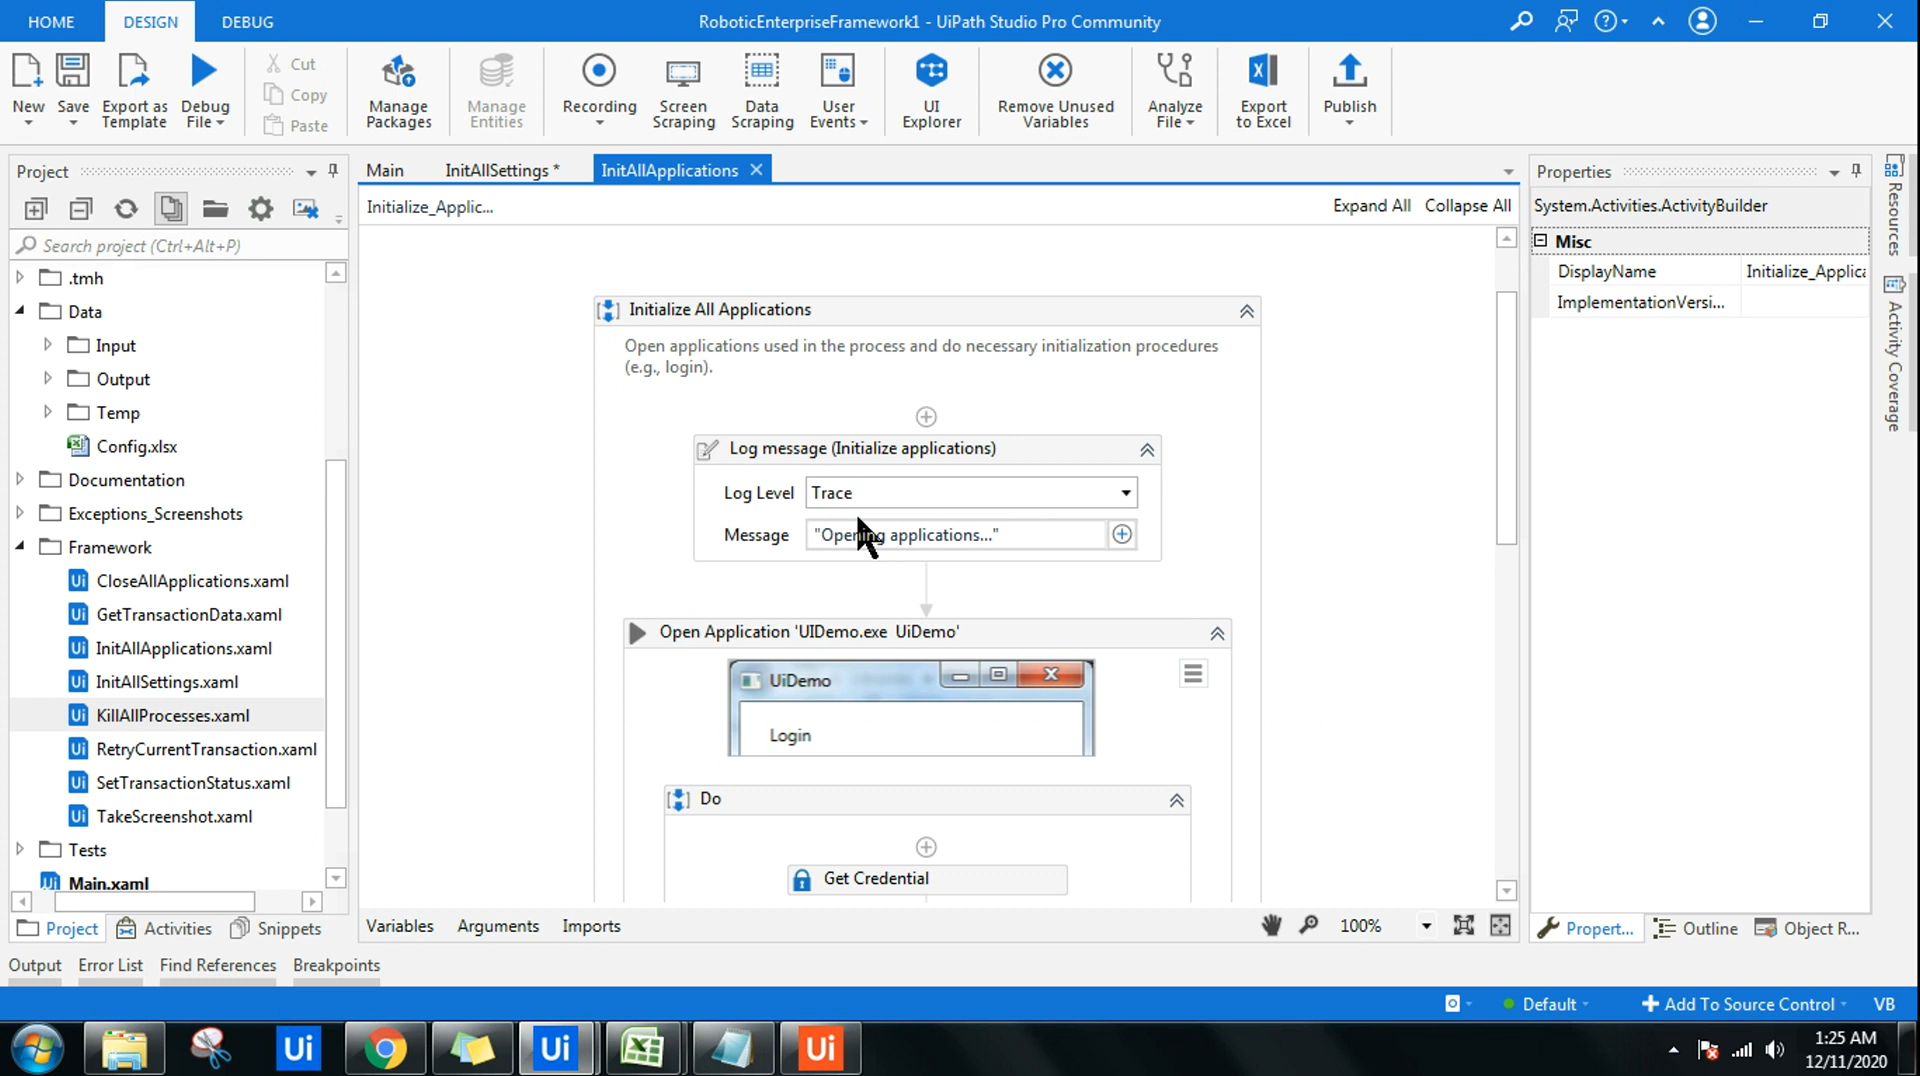 HOME
DESIGN
DEBUG
RoboticEnterpriseFramework1 - UiPath Studio Pro Community
New
Save
Export as
Template
Debug
File
Cut
Copy
Paste
Manage
Packages
Manage
Entities
Recording
Screen
Scraping
Data
Scraping
User
Events
UI
Explorer
Remove Unused
Variables
Analyze
File
Export
to Excel
Publish
Project
Main
InitAllSettings *
InitAllApplications
Properties
Resources
Activity Coverage
Initialize_Applic...
Expand All
Collapse All
System.Activities.ActivityBuilder
Search project (Ctrl+Alt+P)
Misc
DisplayName
Initialize_Applica
ImplementationVersi...
.tmh
Data
Input
Output
Temp
Config.xlsx
Documentation
Exceptions_Screenshots
Framework
CloseAllApplications.xaml
GetTransactionData.xaml
InitAllApplications.xaml
InitAllSettings.xaml
KillAllProcesses.xaml
RetryCurrentTransaction.xaml
SetTransactionStatus.xaml
TakeScreenshot.xaml
Tests
Main.xaml
Initialize All Applications
Open applications used in the process and do necessary initialization procedures
(e.g., login).
Log message (Initialize applications)
Log Level
Trace
Message
"Opening applications..."
Open Application 'UIDemo.exe UiDemo'
UiDemo
Login
Do
Get Credential
Project
Activities
Snippets
Variables
Arguments
Imports
100%
Propert...
Outline
Object R...
Output
Error List
Find References
Breakpoints
Default
Add To Source Control
VB
Ui
Ui
Ui
1:25 AM
12/11/2020